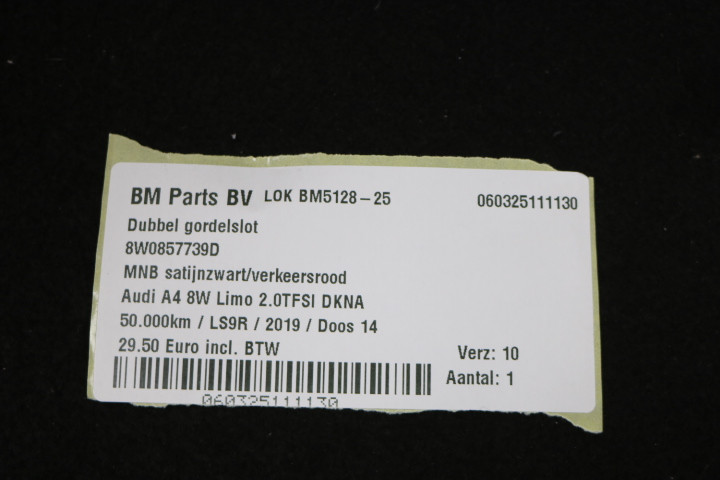 BM Parts BV LOK BM5128-25 060325111130
Dubbel gordelslot
8W0857739D
MNB satijnzwart/verkeersrood
Audi A4 8W Limo 2.0TFSI DKNA
50.000km / LS9R / 2019 / Doos 14
29.50 Euro incl. BTW Verz: 10
Aantal: 1
060325111130